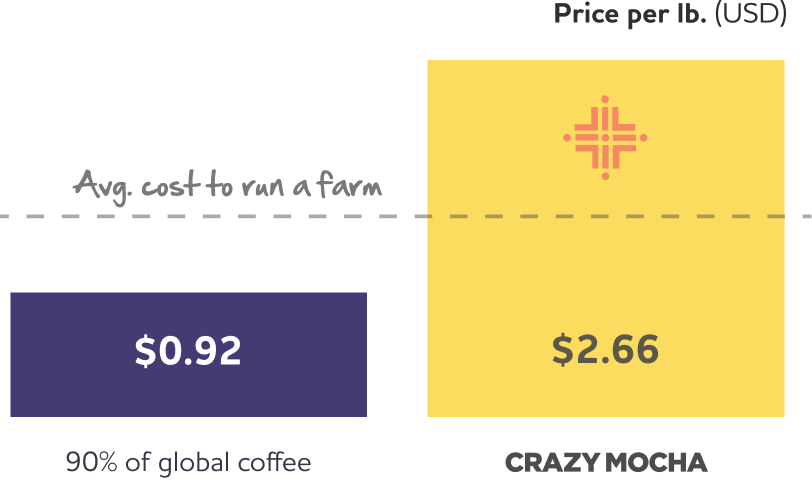 Price per lb. (USD)
Avg. cost to run a farm
$0.92
$2.66
90% of global coffee
CRAZY MOCHA